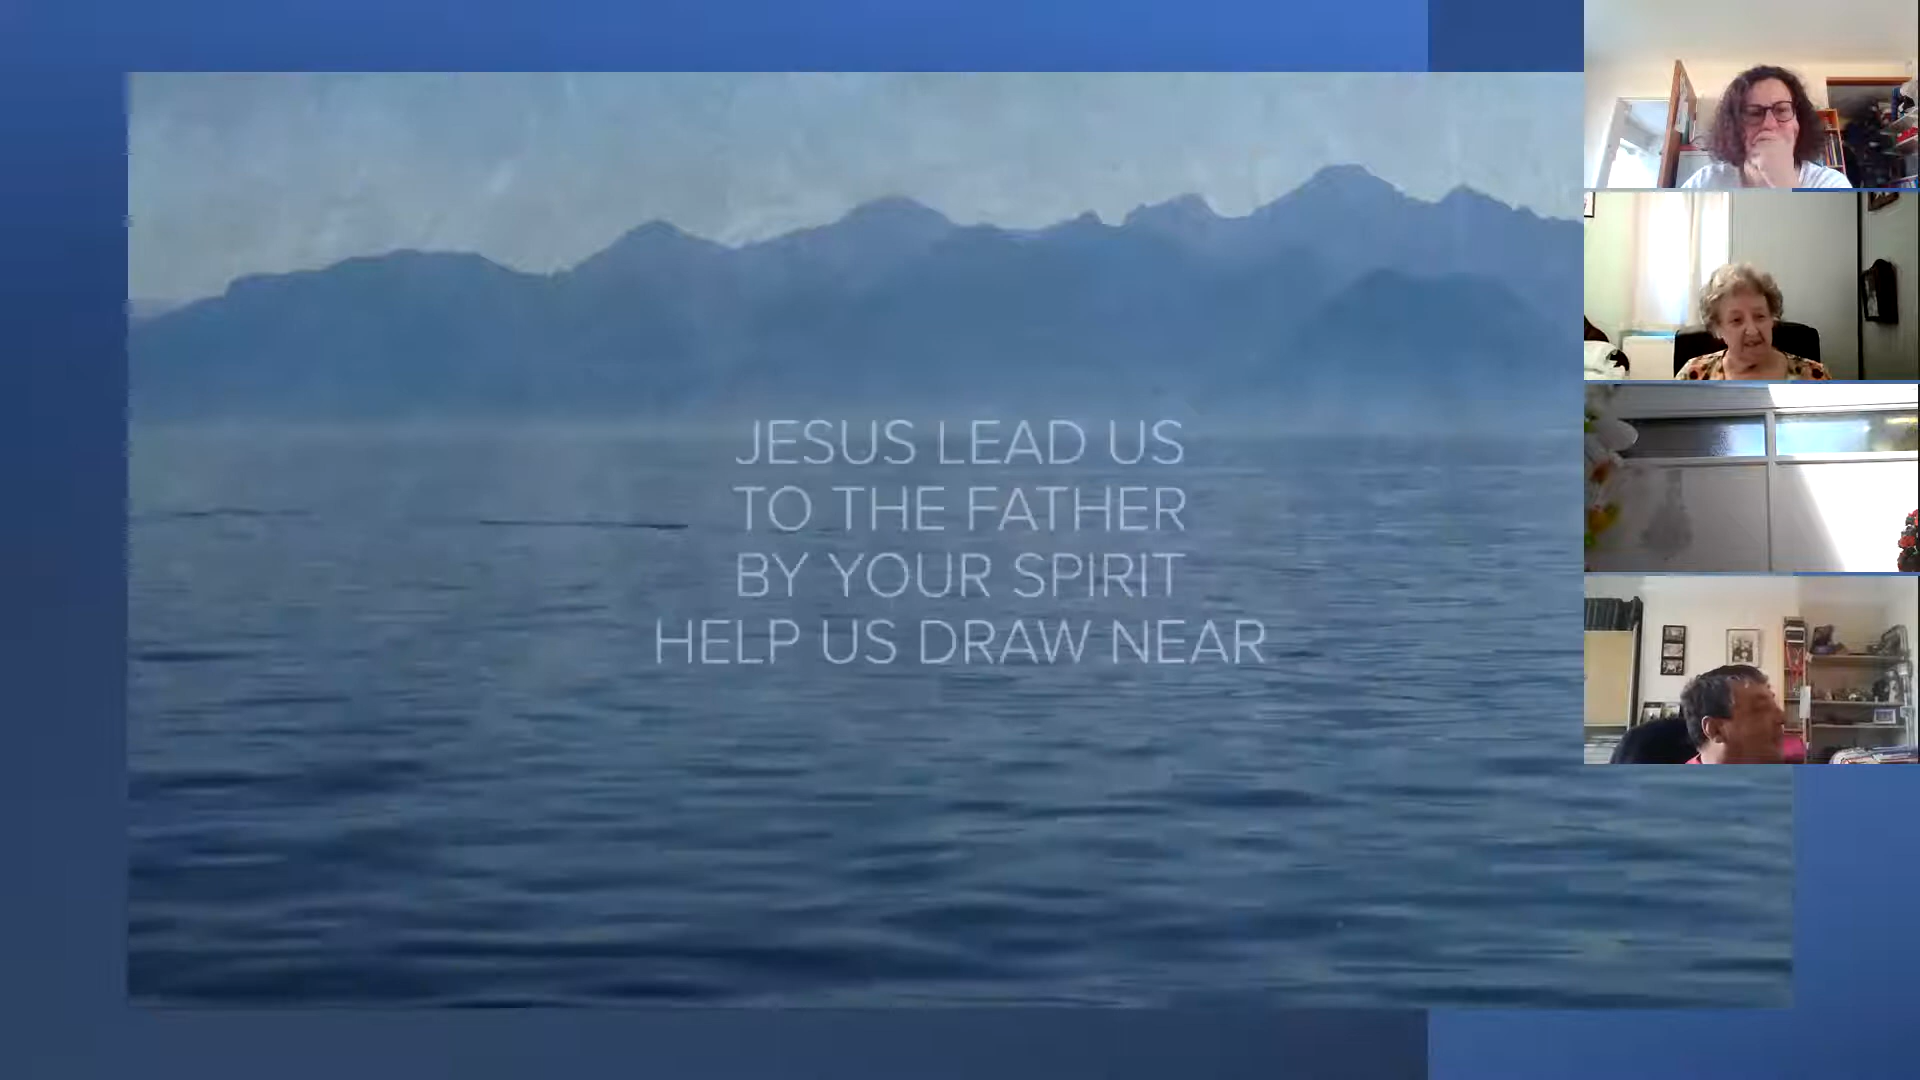 JESUS LEAD US
TO THE FATHER
BY YOUR SPIRIT
HELP US DRAW NEAR